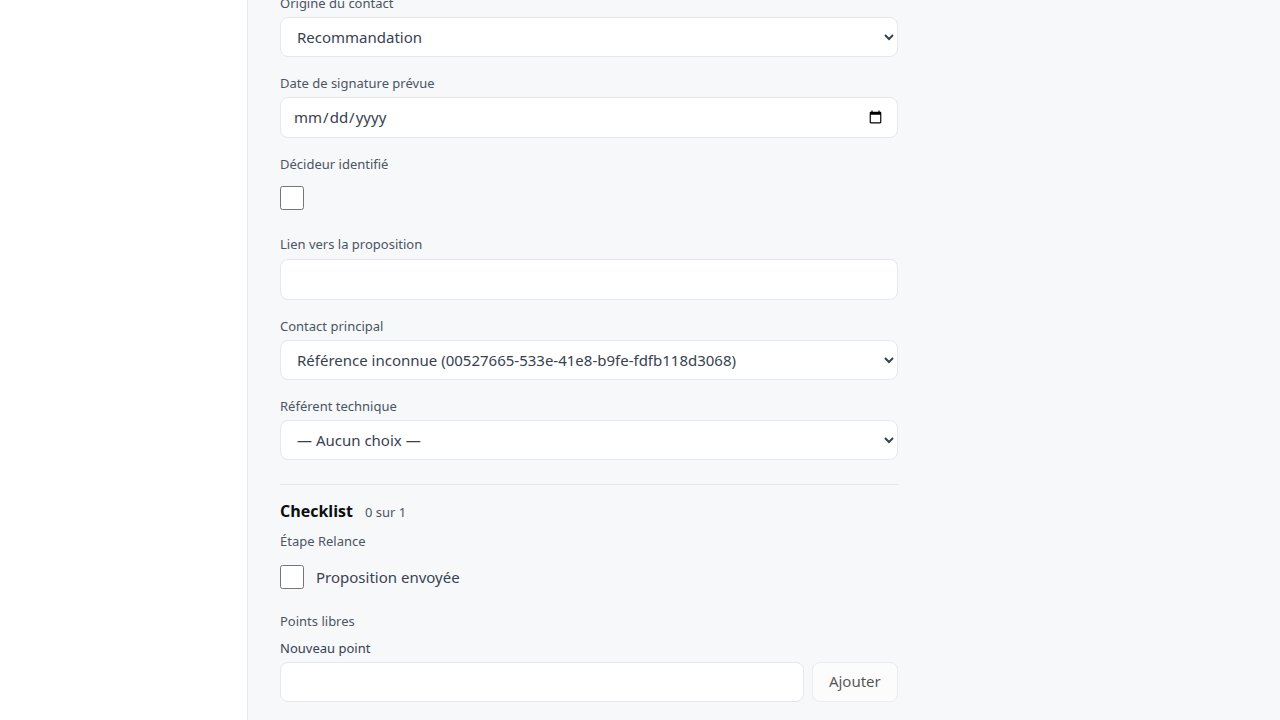 Origine du contact
Recommandation
Date de signature prévue
mm/dd/yyyy
Décideur identifié
Lien vers la proposition
Contact principal
Référence inconnue (00527665-533e-41e8-b9fe-fdfb118d3068)
Référent technique
— Aucun choix —
Checklist 0 sur 1
Étape Relance
Proposition envoyée
Points libres
Nouveau point
Ajouter